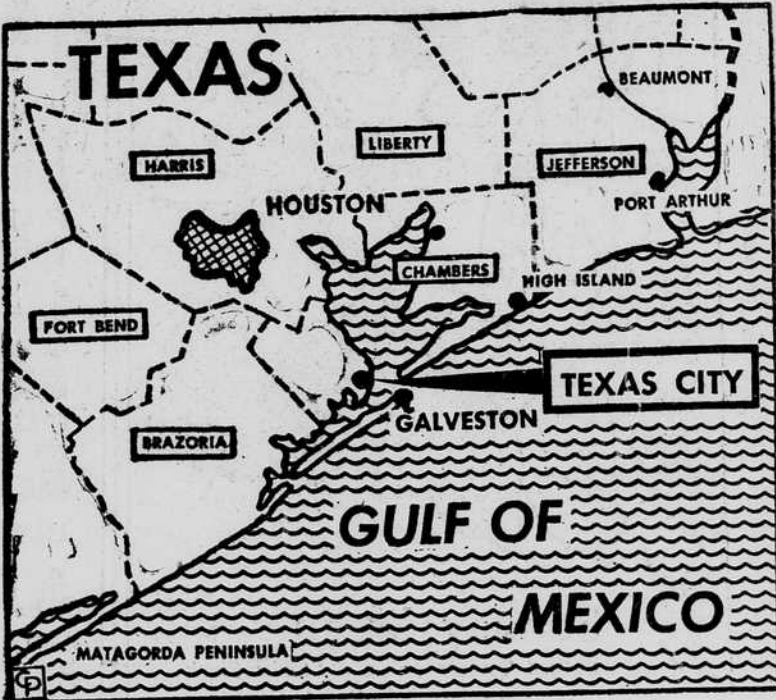 TEXAS
BEAUMONT
LIBERTY
HARRIS
JEFFERSON
HOUSTON
PORT ARTHUR
CHAMBERS
HIGH ISLAND
FORT BEND
TEXAS CITY
GALVESTON
BRAZORIA
GULF OF
MEXICO
MATAGORDA PENINSULA
CP